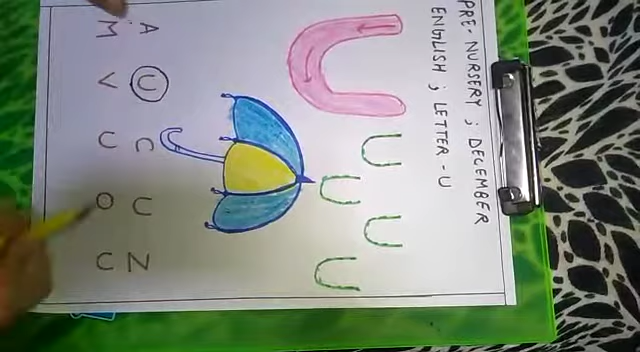 PRE-NURSERY ; DECEMBER
ENGLISH ; LETTER - U
U
U U
U U
A U C U N
M V U O C